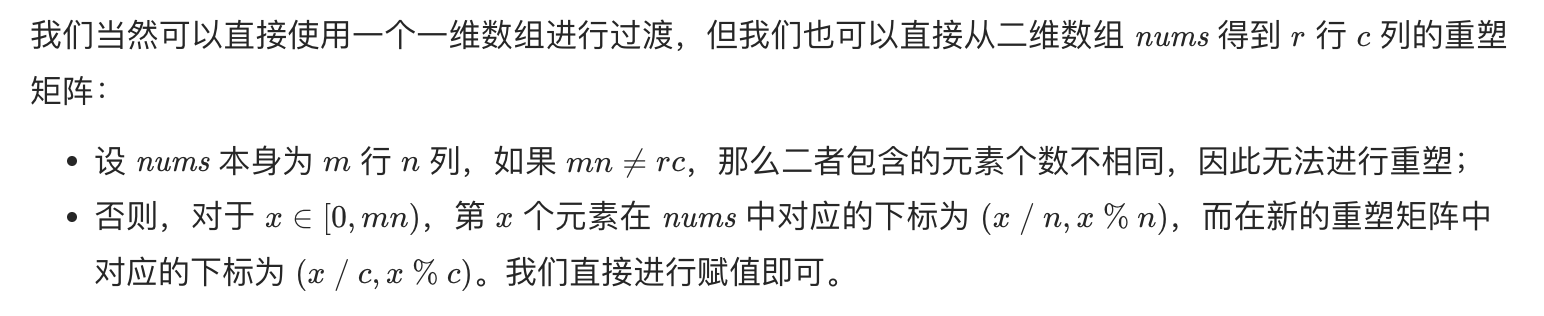 我们当然可以直接使用一个一维数组进行过渡，但我们也可以直接从二维数组 nums 得到 r 行 c 列的重塑
矩阵：
• 设 nums 本身为 m 行 n 列，如果 mn ≠ rc，那么二者包含的元素个数不相同，因此无法进行重塑；
• 否则，对于 x ∈ [0, mn)，第 x 个元素在 nums 中对应的下标为 (x / n, x % n)，而在新的重塑矩阵中
对应的下标为 (x / c, x % c)。我们直接进行赋值即可。